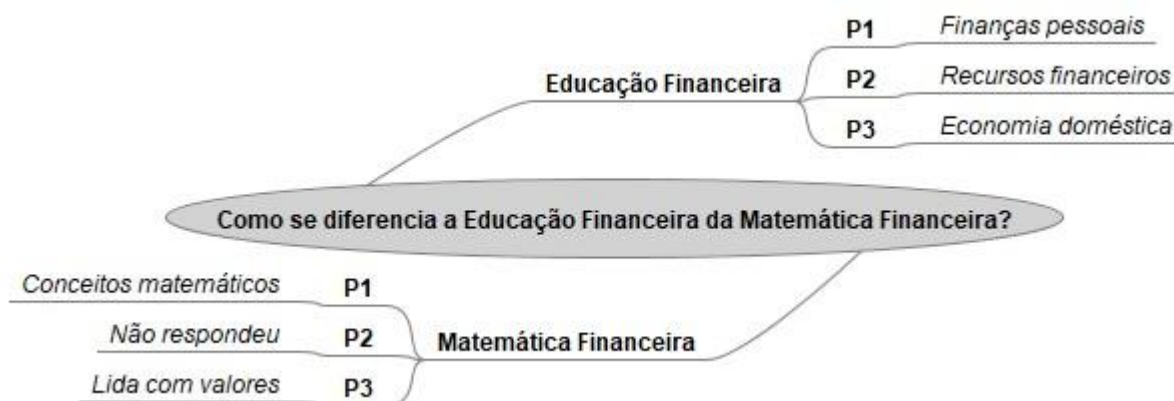 P1 Finanças pessoais
Educação Financeira P2 Recursos financeiros
P3 Economia doméstica
Como se diferencia a Educação Financeira da Matemática Financeira?
Conceitos matemáticos P1
Não respondeu P2 Matemática Financeira
Lida com valores P3